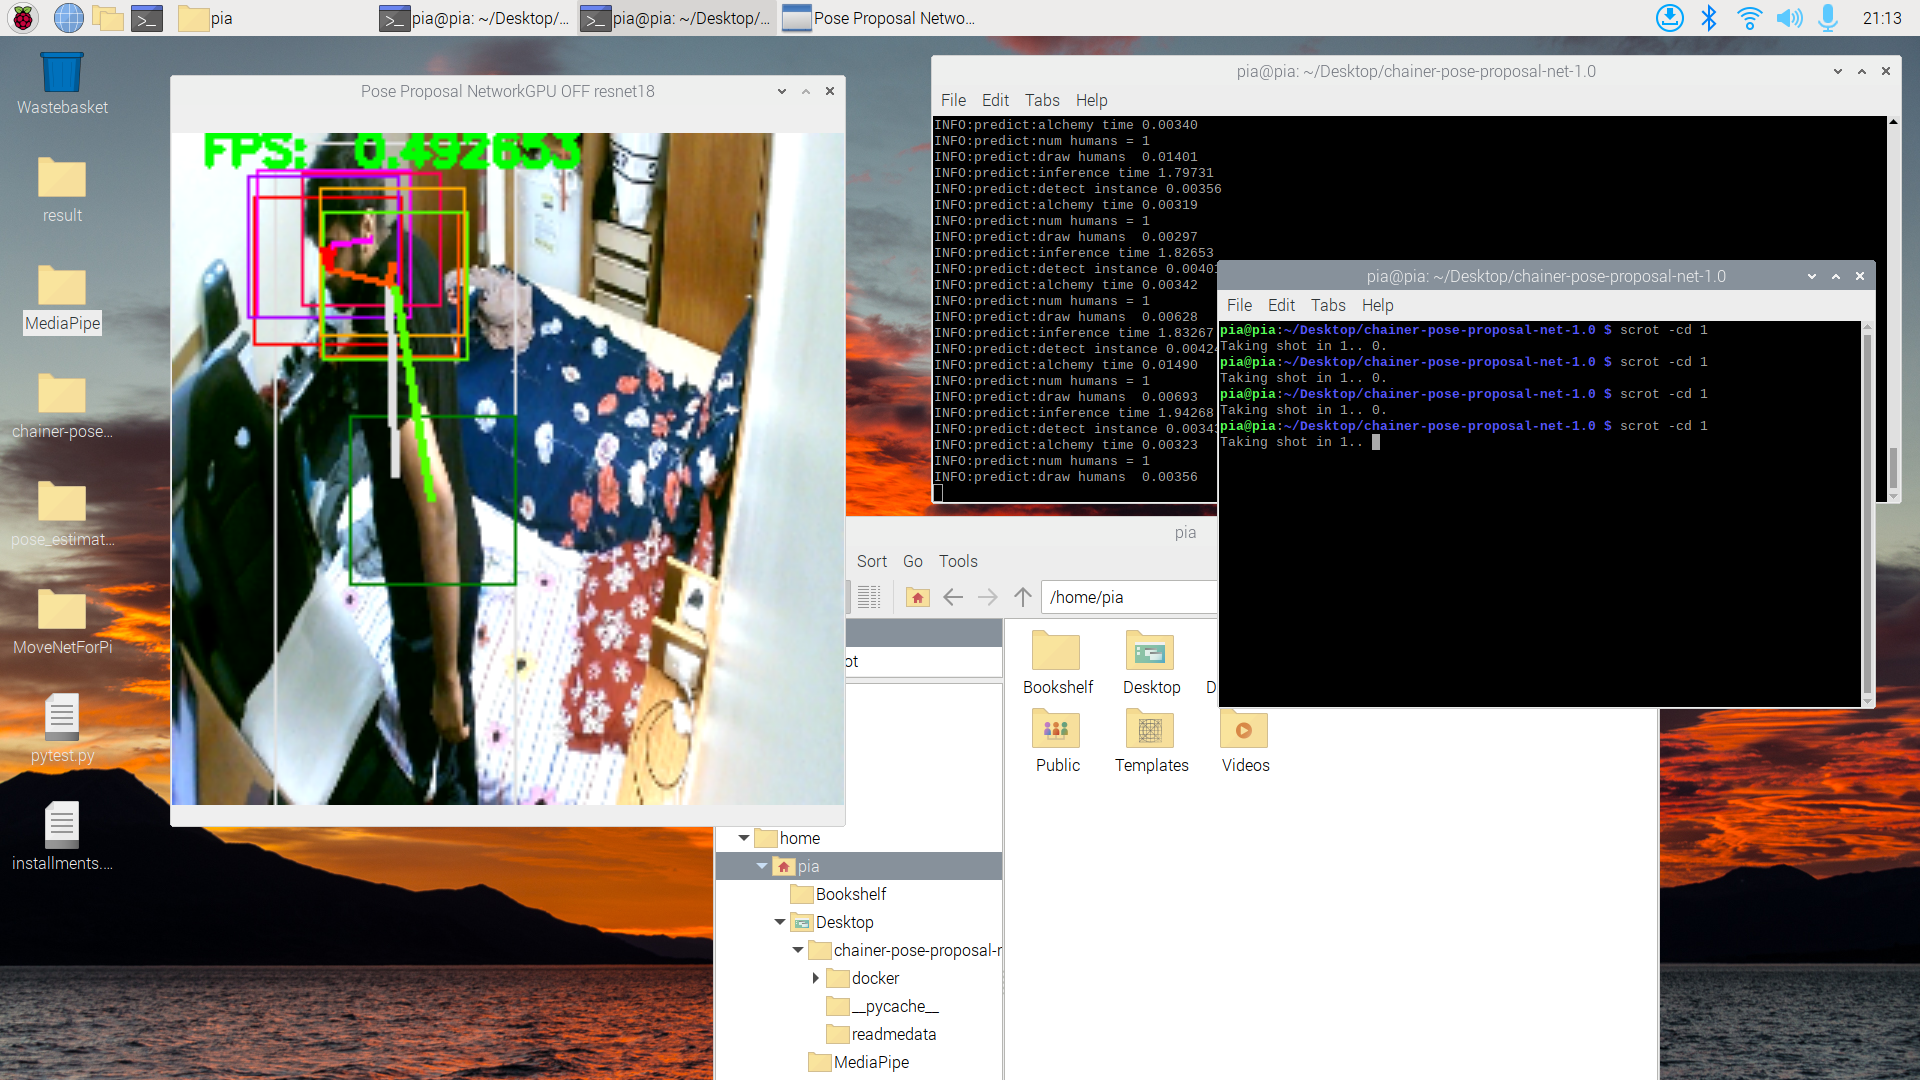 pia
pia@pia: ~/Desktop/...
pia@pia: ~/Desktop/...
Pose Proposal Netwo...
21:13
Wastebasket
result
MediaPipe
chainer-pose...
pose_estimat...
MoveNetForPi
pytest.py
installments....
Pose Proposal NetworkGPU OFF resnet18
FPS: 0.492653
pia@pia: ~/Desktop/chainer-pose-proposal-net-1.0
File Edit Tabs Help
INFO:predict:alchemy time 0.00340
INFO:predict:num humans = 1
INFO:predict:draw humans  0.01401
INFO:predict:inference time 1.79731
INFO:predict:detect instance 0.00356
INFO:predict:alchemy time 0.00319
INFO:predict:num humans = 1
INFO:predict:draw humans  0.00297
INFO:predict:inference time 1.82653
INFO:predict:detect instance 0.00401
INFO:predict:alchemy time 0.00342
INFO:predict:num humans = 1
INFO:predict:draw humans  0.00628
INFO:predict:inference time 1.83267
INFO:predict:detect instance 0.00424
INFO:predict:alchemy time 0.01490
INFO:predict:num humans = 1
INFO:predict:draw humans  0.00693
INFO:predict:inference time 1.94268
INFO:predict:detect instance 0.00343
INFO:predict:alchemy time 0.00323
INFO:predict:num humans = 1
INFO:predict:draw humans  0.00356
pia@pia: ~/Desktop/chainer-pose-proposal-net-1.0
File Edit Tabs Help
pia@pia:~/Desktop/chainer-pose-proposal-net-1.0 $ scrot -cd 1
Taking shot in 1.. 0.
pia@pia:~/Desktop/chainer-pose-proposal-net-1.0 $ scrot -cd 1
Taking shot in 1.. 0.
pia@pia:~/Desktop/chainer-pose-proposal-net-1.0 $ scrot -cd 1
Taking shot in 1.. 0.
pia@pia:~/Desktop/chainer-pose-proposal-net-1.0 $ scrot -cd 1
Taking shot in 1..
pia
Sort Go Tools
/home/pia
ot
Bookshelf
Desktop
D
Public
Templates
Videos
home
pia
Bookshelf
Desktop
chainer-pose-proposal-r
docker
__pycache__
readmedata
MediaPipe